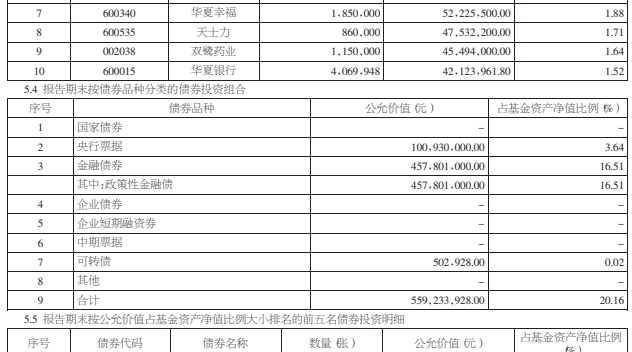 7 600340 华夏幸福 1,850,000 52,225,500.00 1.88
8 600535 天士力 860,000 47,532,200.00 1.71
9 002038 双鹭药业 1,150,000 45,494,000.00 1.64
10 600015 华夏银行 4,069,948 42,123,961.80 1.52
5.4 报告期末按债券品种分类的债券投资组合
序号 债券品种 公允价值(元) 占基金资产净值比例(%)
1 国家债券 – –
2 央行票据 100,930,000.00 3.64
3 金融债券 457,801,000.00 16.51
其中:政策性金融债 457,801,000.00 16.51
4 企业债券 – –
5 企业短期融资券 – –
6 中期票据 – –
7 可转债 502,928.00 0.02
8 其他 – –
9 合计 559,233,928.00 20.16
5.5 报告期末按公允价值占基金资产净值比例大小排名的前五名债券投资明细
序号 债券代码 债券名称 数量(张) 公允价值(元) 占基金资产净值比例
(%)